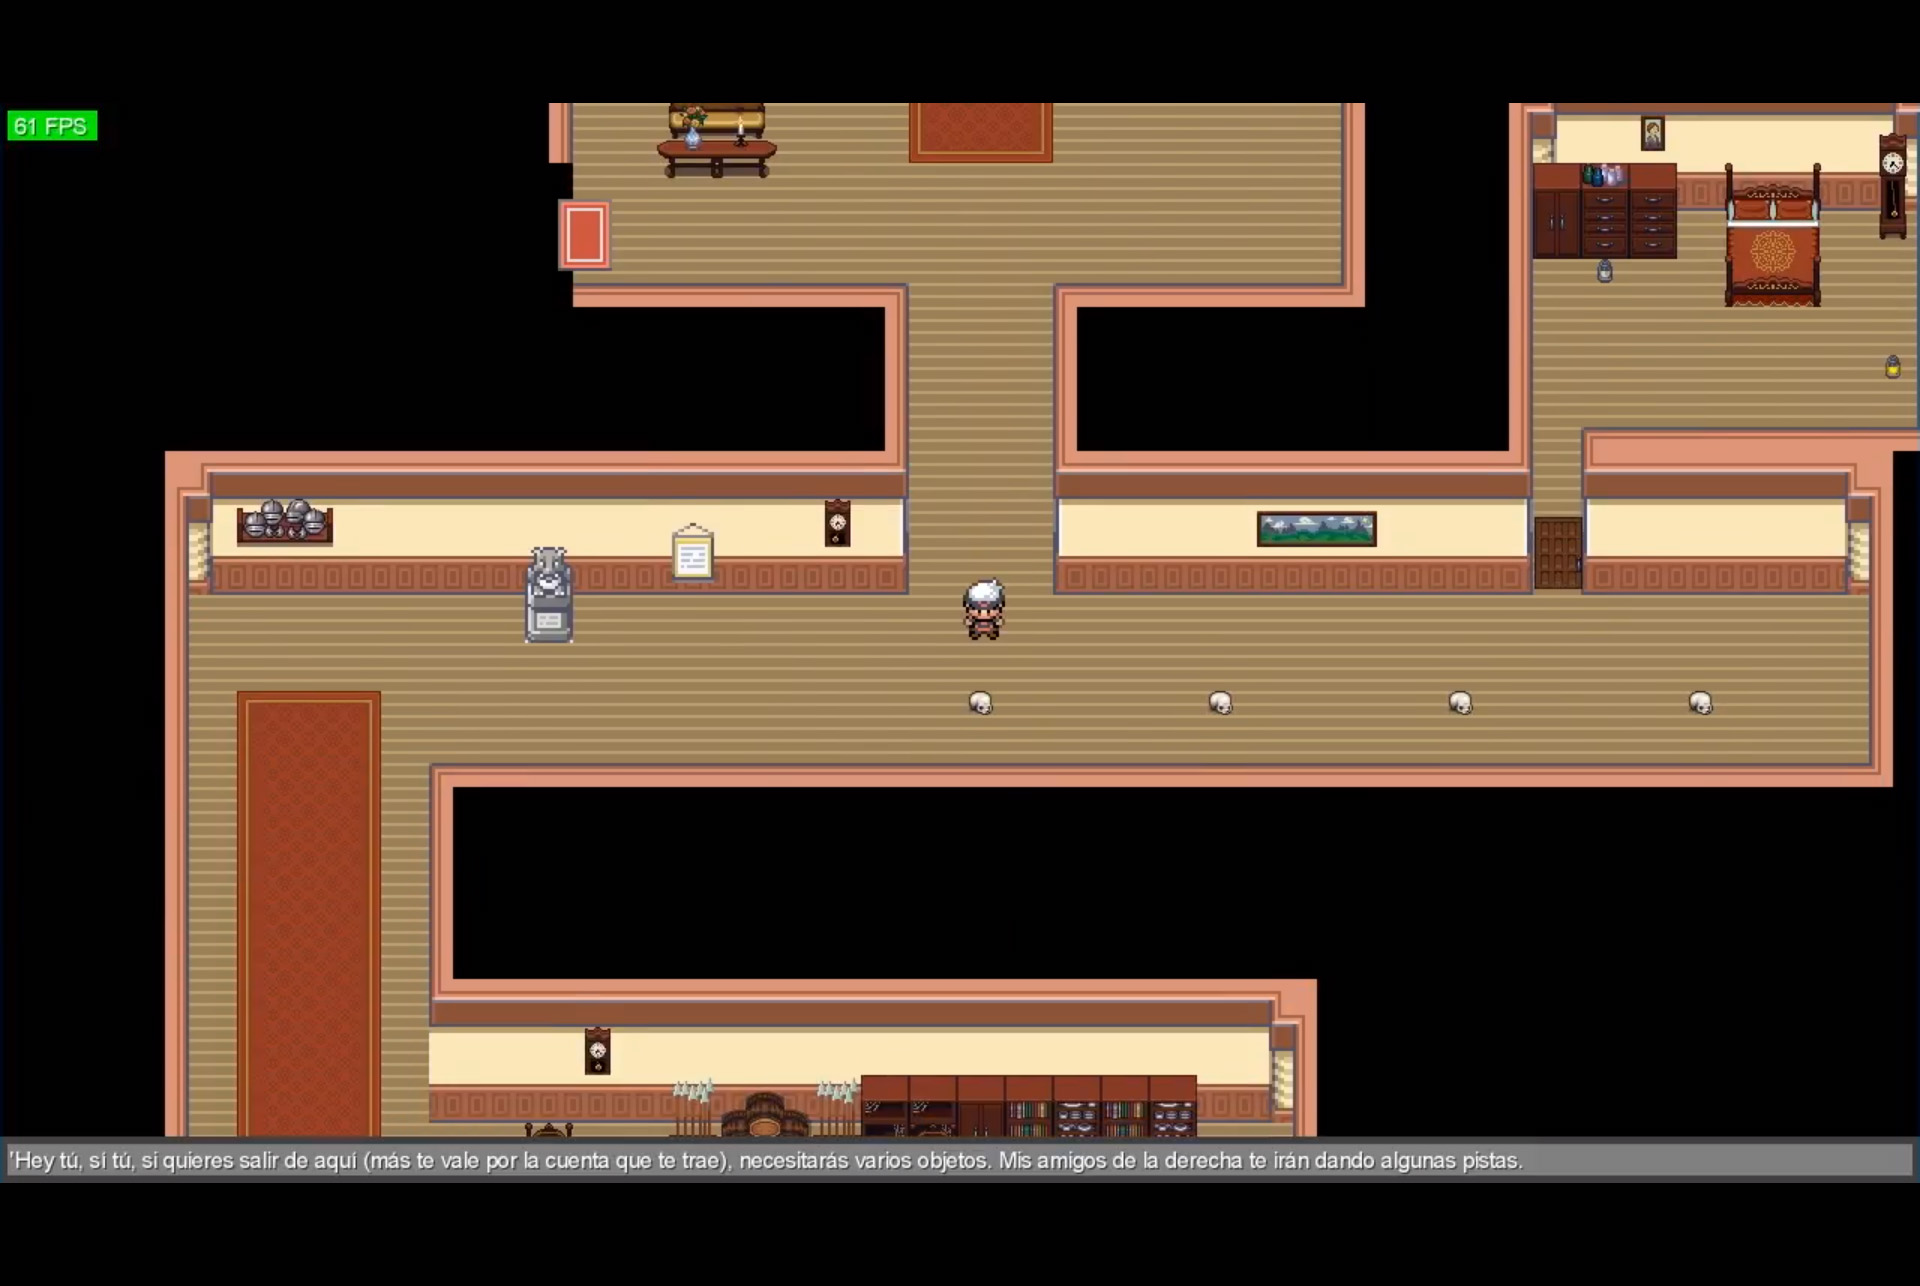 61 FPS
'Hey tú, sí tú, si quieres salir de aquí (más te vale por la cuenta que te trae), necesitarás varios objetos. Mis amigos de la derecha te irán dando algunas pistas.